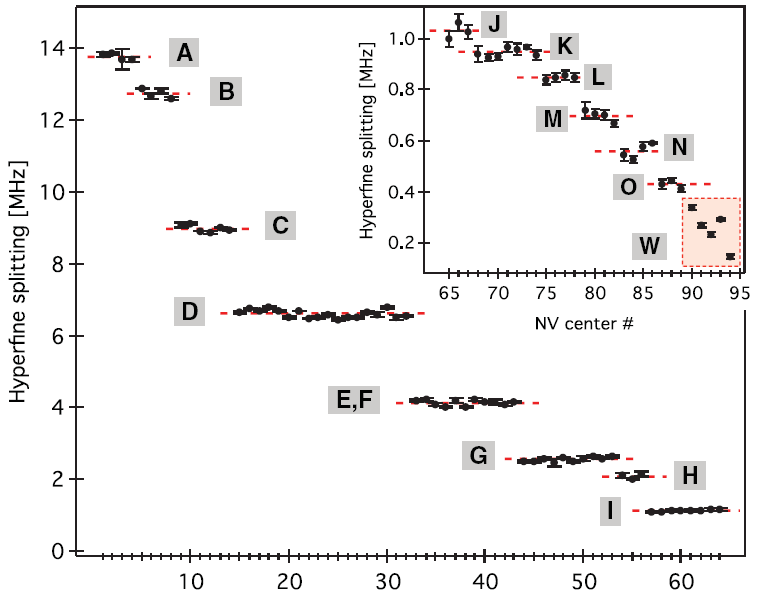 14
12
10
8
6
4
2
0
Hyperfine splitting [MHz]
A
B
C
D
E,F
G
H
I
10
20
30
40
50
60
1.0
0.8
0.6
0.4
0.2
Hyperfine splitting [MHz]
J
K
L
M
N
O
W
65
70
75
80
85
90
95
NV center #